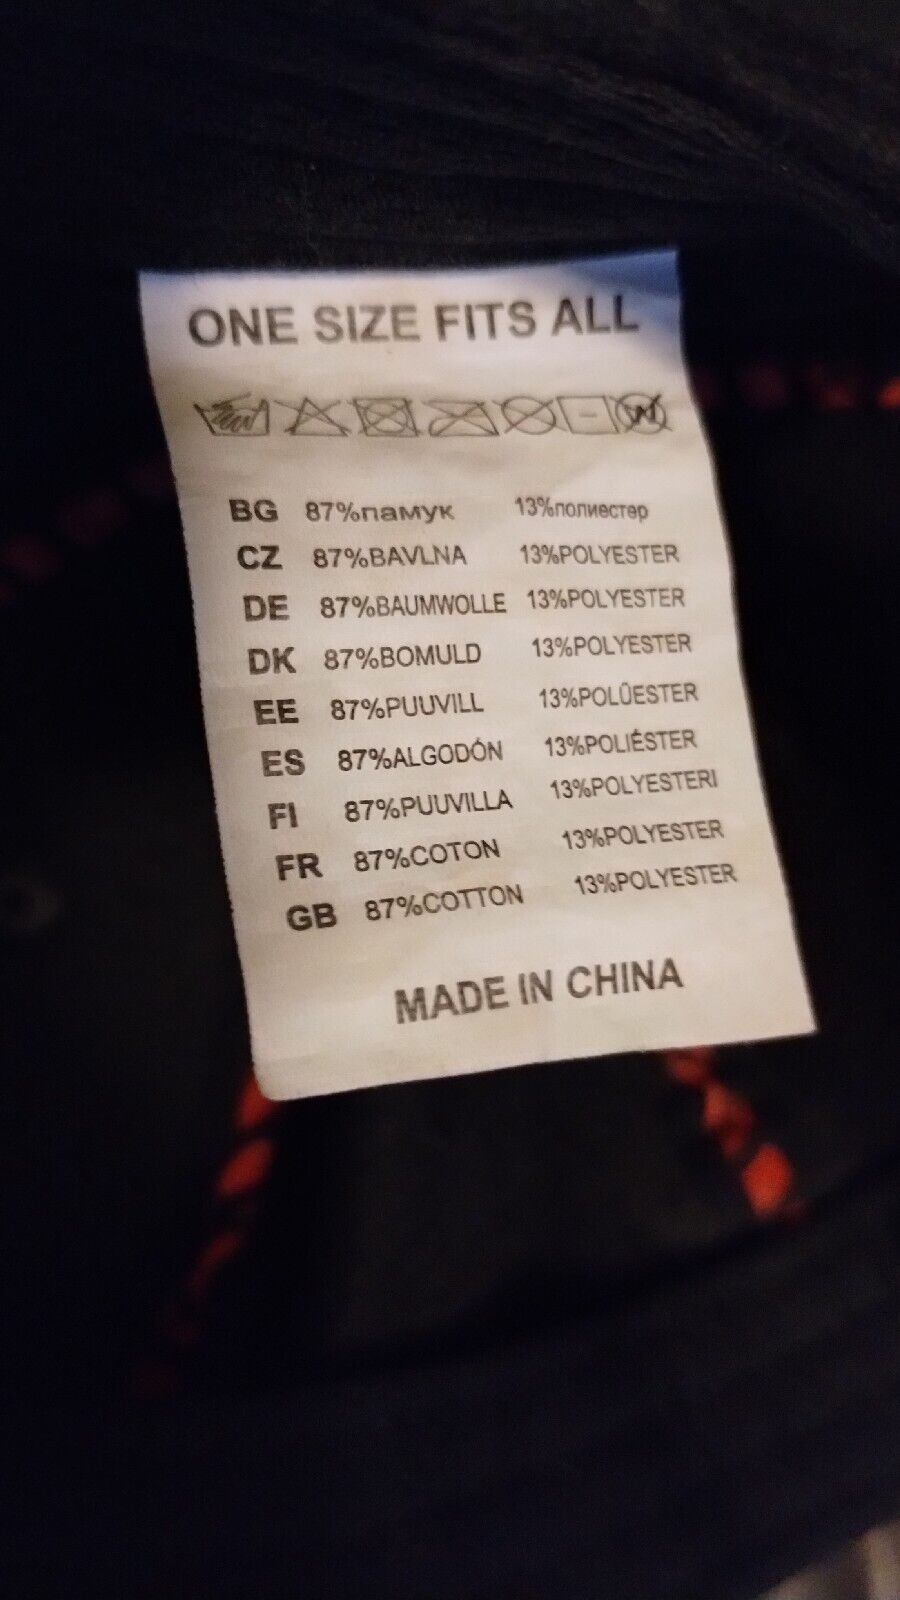 ONE SIZE FITS ALL
BG 87%памук 13%полиестер
CZ 87%BAVLNA 13%POLYESTER
DE 87%BAUMWOLLE 13%POLYESTER
DK 87%BOMULD 13%POLYESTER
EE 87%PUUVILL 13%POLÜESTER
ES 87%ALGODÓN 13%POLIÉSTER
FI 87%PUUVILLA 13%POLYESTERI
FR 87%COTON 13%POLYESTER
GB 87%COTTON 13%POLYESTER
MADE IN CHINA